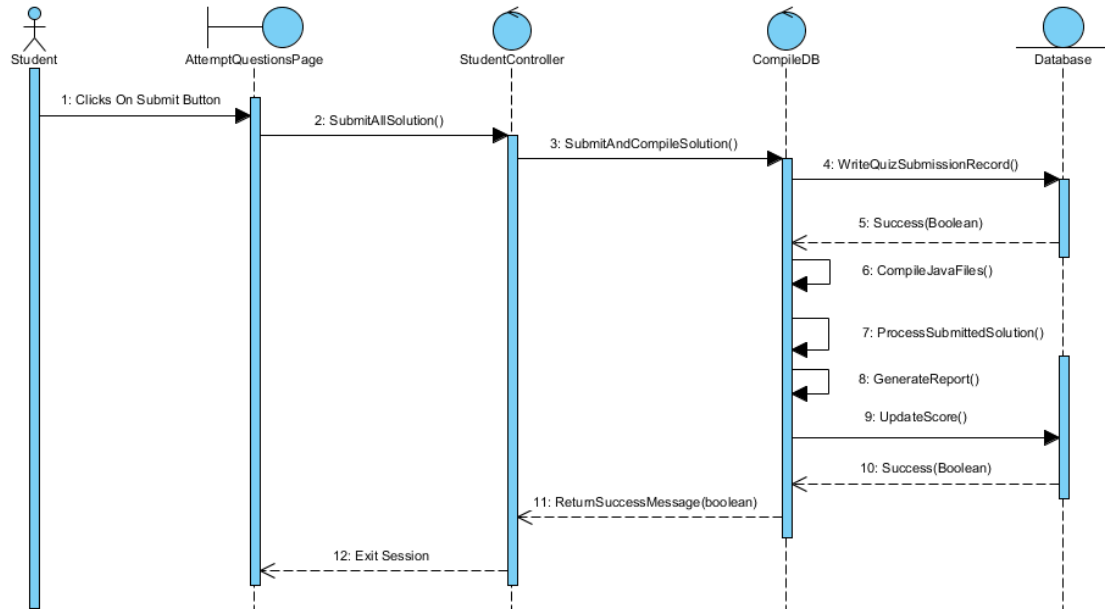 Student
AttemptQuestionsPage
StudentController
CompileDB
Database
1: Clicks On Submit Button
2: SubmitAllSolution()
3: SubmitAndCompileSolution()
4: WriteQuizSubmissionRecord()
5: Success(Boolean)
6: CompileJavaFiles()
7: ProcessSubmittedSolution()
8: GenerateReport()
9: UpdateScore()
10: Success(Boolean)
11: ReturnSuccessMessage(boolean)
12: Exit Session